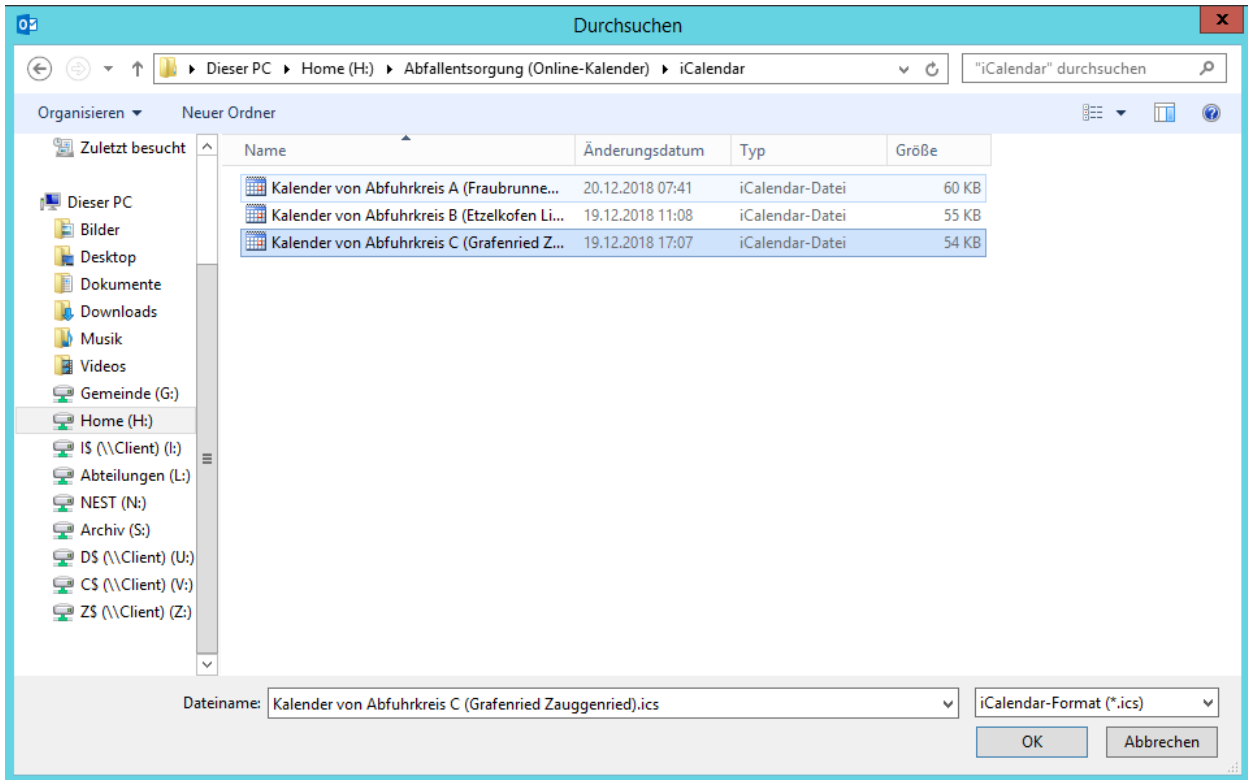 Durchsuchen
Dieser PC Home (H:) Abfallentsorgung (Online-Kalender) iCalendar
"iCalendar" durchsuchen
Organisieren Neuer Ordner
Zuletzt besucht
Dieser PC
Bilder
Desktop
Dokumente
Downloads
Musik
Videos
Gemeinde (G:)
Home (H:)
I$ (\\Client) (I:)
Abteilungen (L:)
NEST (N:)
Archiv (S:)
D$ (\\Client) (U:)
C$ (\\Client) (V:)
Z$ (\\Client) (Z:)
Name Änderungsdatum Typ Größe
Kalender von Abfuhrkreis A (Fraubrunne... 20.12.2018 07:41 iCalendar-Datei 60 KB
Kalender von Abfuhrkreis B (Etzelkofen Li... 19.12.2018 11:08 iCalendar-Datei 55 KB
Kalender von Abfuhrkreis C (Grafenried Z... 19.12.2018 17:07 iCalendar-Datei 54 KB
Dateiname: Kalender von Abfuhrkreis C (Grafenried Zauggenried).ics iCalendar-Format (*.ics)
OK Abbrechen